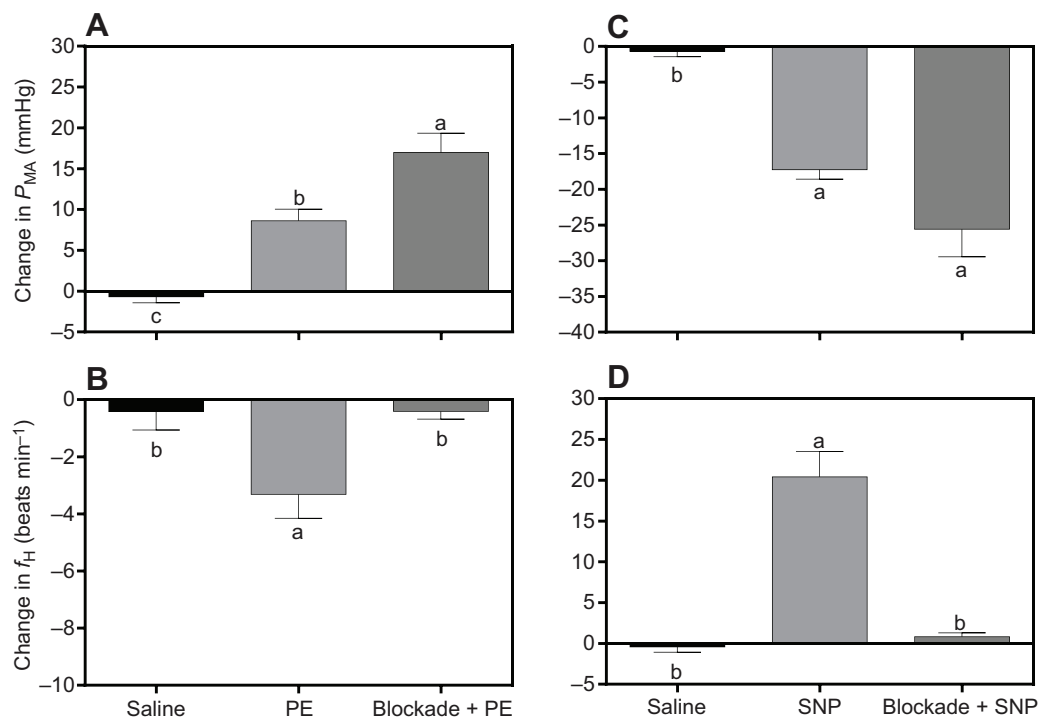 A
30
25
20
15
10
5
0
–5
Change in PMA (mmHg)
c
b
a
C
0
–5
–10
–15
–20
–25
–30
–35
–40
b
a
a
B
0
–2
–4
–6
–8
–10
Change in fH (beats min–1)
b
a
b
Saline PE Blockade + PE
D
30
25
20
15
10
5
0
–5
b
a
b
Saline SNP Blockade + SNP